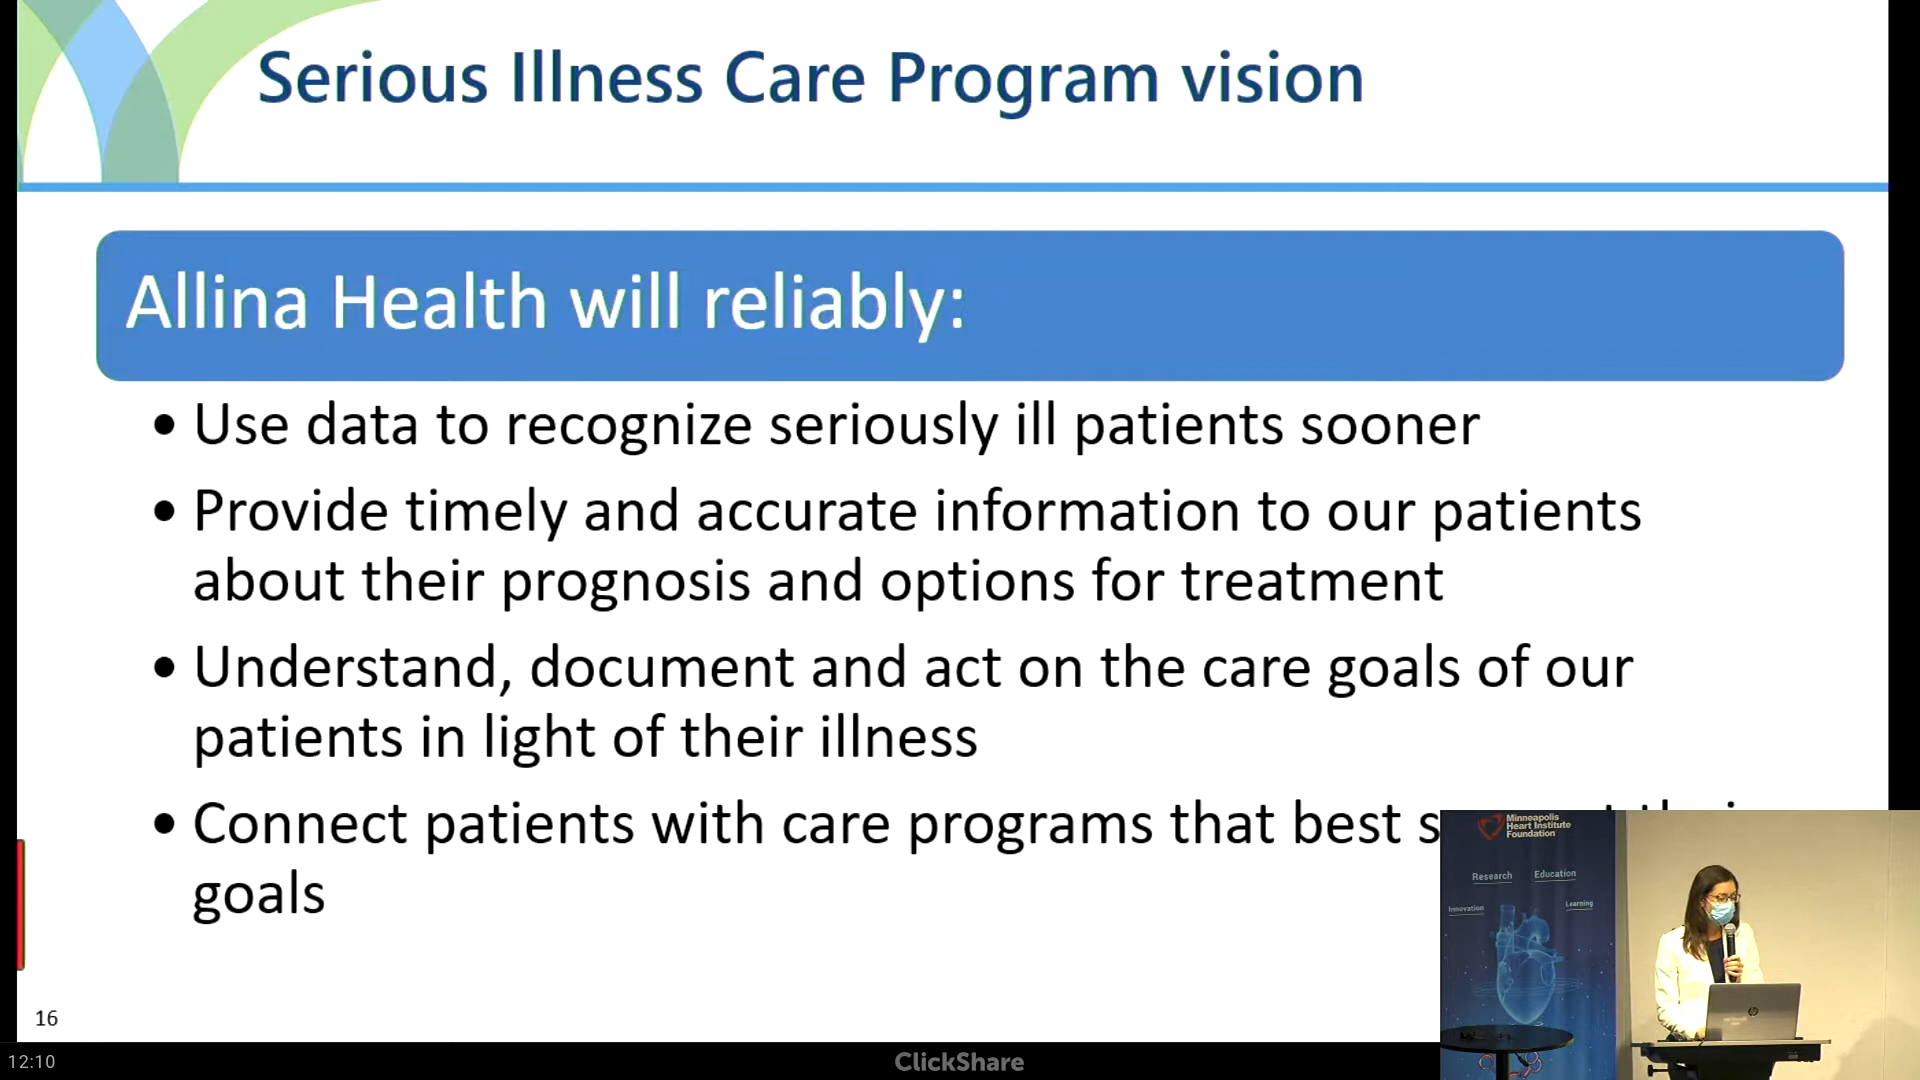 Serious Illness Care Program vision
Allina Health will reliably:
• Use data to recognize seriously ill patients sooner
• Provide timely and accurate information to our patients
about their prognosis and options for treatment
• Understand, document and act on the care goals of our
patients in light of their illness
• Connect patients with care programs that best
goals
Minneapolis
Heart Institute
Foundation
Research Education
Innovation Learning
hp
16
12:10
ClickShare